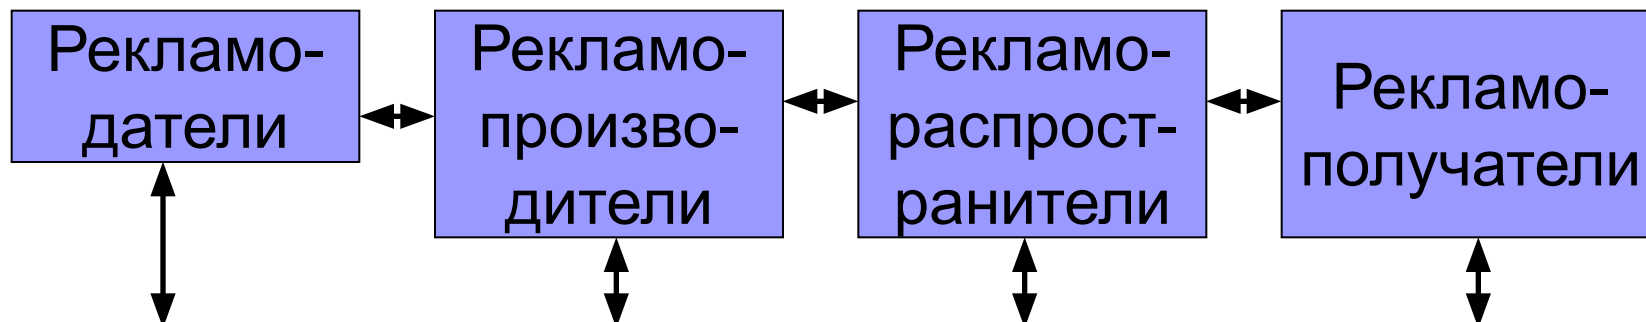 Рекламо-
датели
Рекламо-
произво-
дители
Рекламо-
распрост-
ранители
Рекламо-
получатели